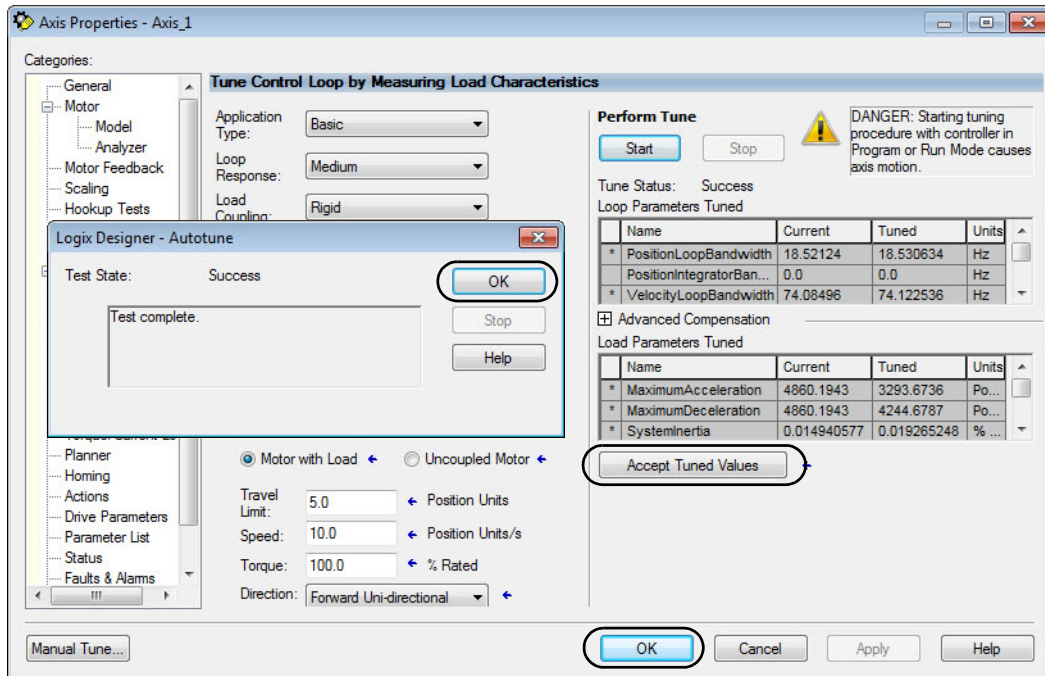 Axis Properties - Axis_1
Categories:
General
Motor
Model
Analyzer
Motor Feedback
Scaling
Hookup Tests
Planner
Homing
Actions
Drive Parameters
Parameter List
Status
Faults & Alarms
Tune Control Loop by Measuring Load Characteristics
Application Type: Basic
Loop Response: Medium
Load Coupling: Rigid
Logix Designer - Autotune
Test State: Success
OK
Test complete.
Stop
Help
Motor with Load Uncoupled Motor
Travel Limit: 5.0 Position Units
Speed: 10.0 Position Units/s
Torque: 100.0 % Rated
Direction: Forward Uni-directional
Perform Tune
Start Stop
DANGER: Starting tuning
procedure with controller in
Program or Run Mode causes
axis motion.
Tune Status: Success
Loop Parameters Tuned
Name Current Tuned Units
* PositionLoopBandwidth 18.52124 18.530634 Hz
PositionIntegratorBan... 0.0 0.0 Hz
* VelocityLoopBandwidth 74.08496 74.122536 Hz
Advanced Compensation
Load Parameters Tuned
Name Current Tuned Units
* MaximumAcceleration 4860.1943 3293.6736 Po...
* MaximumDeceleration 4860.1943 4244.6787 Po...
* SystemInertia 0.014940577 0.019265248 % ...
Accept Tuned Values
Manual Tune... OK Cancel Apply Help